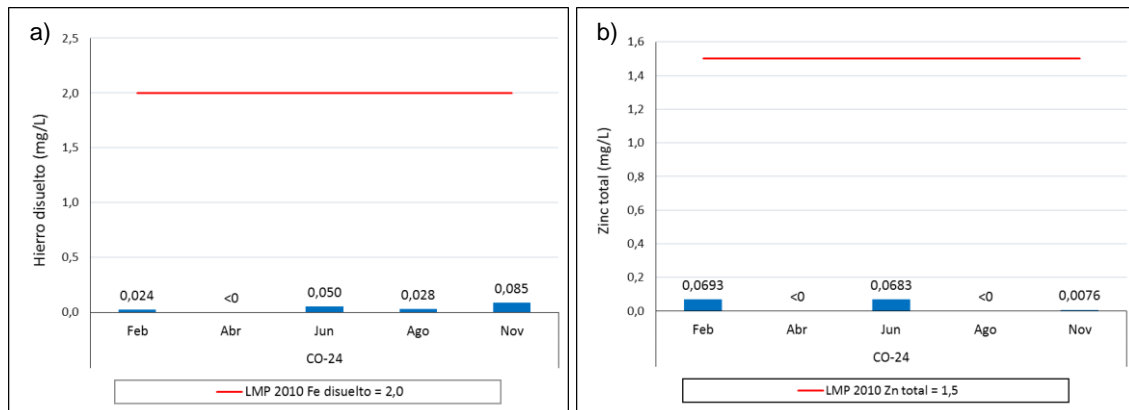 a)
Hierro disuelto (mg/L)
2,5
2,0
1,5
1,0
0,5
0,0
0,024 <0 0,050 0,028 0,085
Feb Abr Jun Ago Nov
CO-24
LMP 2010 Fe disuelto = 2,0
b)
Zinc total (mg/L)
1,6
1,4
1,2
1,0
0,8
0,6
0,4
0,2
0,0
0,0693 <0 0,0683 <0 0,0076
Feb Abr Jun Ago Nov
CO-24
LMP 2010 Zn total = 1,5